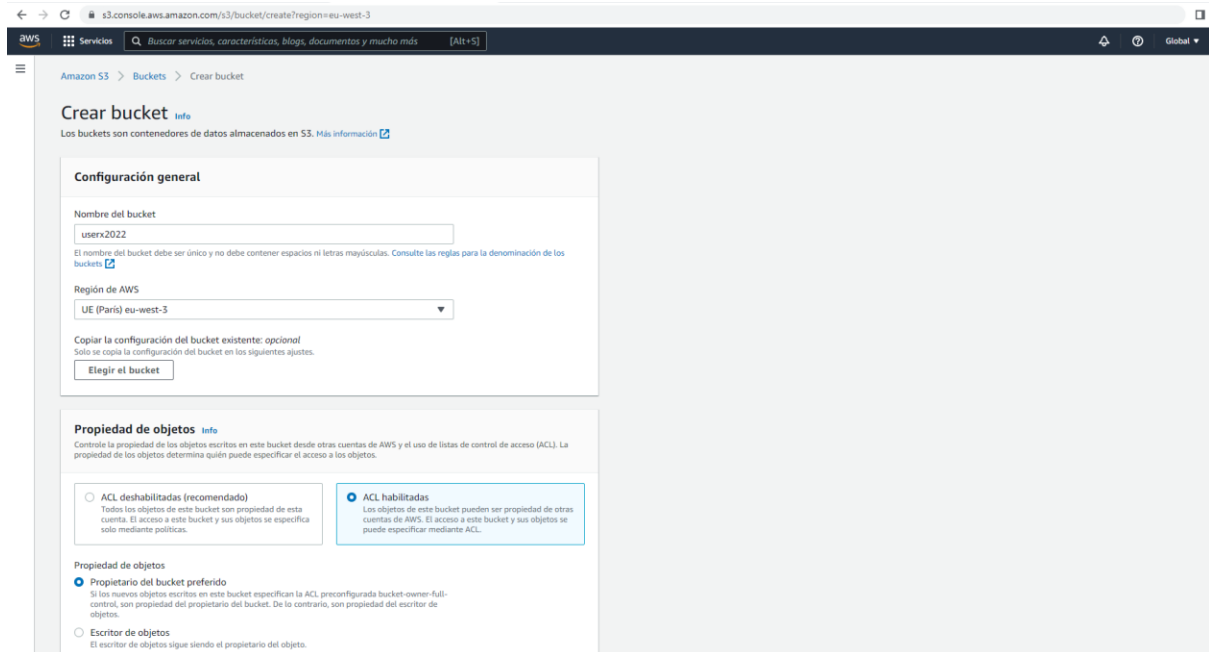 s3.console.aws.amazon.com/s3/bucket/create?region=eu-west-3
aws
Servicios
Buscar servicios, características, blogs, documentos y mucho más [Alt+S]
Global
Amazon S3 > Buckets > Crear bucket
Crear bucket Info
Los buckets son contenedores de datos almacenados en S3. Más información
Configuración general
Nombre del bucket
userx2022
El nombre del bucket debe ser único y no debe contener espacios ni letras mayúsculas. Consulte las reglas para la denominación de los
buckets
Región de AWS
UE (París) eu-west-3
Copiar la configuración del bucket existente: opcional
Solo se copia la configuración del bucket en los siguientes ajustes.
Elegir el bucket
Propiedad de objetos Info
Controle la propiedad de los objetos escritos en este bucket desde otras cuentas de AWS y el uso de listas de control de acceso (ACL). La
propiedad de los objetos determina quién puede especificar el acceso a los objetos.
ACL deshabilitadas (recomendado)
Todos los objetos de este bucket son propiedad de esta
cuenta. El acceso a este bucket y sus objetos se especifica
solo mediante políticas.
ACL habilitadas
Los objetos de este bucket pueden ser propiedad de otras
cuentas de AWS. El acceso a este bucket y sus objetos se
puede especificar mediante ACL.
Propiedad de objetos
Propietario del bucket preferido
Si los nuevos objetos escritos en este bucket especifican la ACL preconfigurada bucket-owner-full-
control, son propiedad del propietario del bucket. De lo contrario, son propiedad del escritor de
objetos.
Escritor de objetos
El escritor de objetos sigue siendo el propietario del objeto.